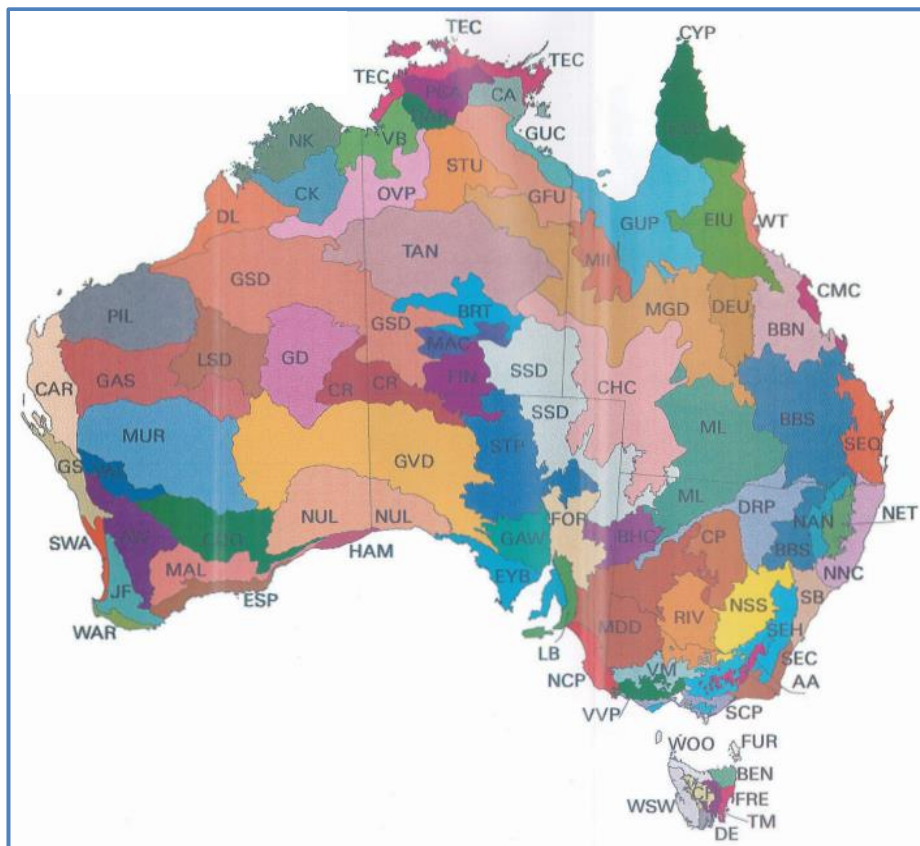 TEC
CYP
TEC
TEC
PCA
CA
GUC
NK
VB
STU
CK
OVP
GFU
GUP
EIU
WT
DL
TAN
MII
GSD
CMC
PIL
BRT
MGD
DEU
BBN
GSD
LSD
GD
MAC
CAR
GAS
CR
CR
FIN
SSD
CHC
SSD
BBS
MUR
ML
SEQ
GVD
STP
GS
ML
DRP
NAN
NET
NUL
NUL
FOR
SWA
AW
COO
HAM
GAW
BHC
CP
BBS
NNC
MAL
EYB
JF
ESP
NSS
SB
RIV
WAR
MDD
SEH
LB
SEC
NCP
VM
AA
VVP
SCP
WOO
FUR
BEN
WSW
FRE
TM
DE